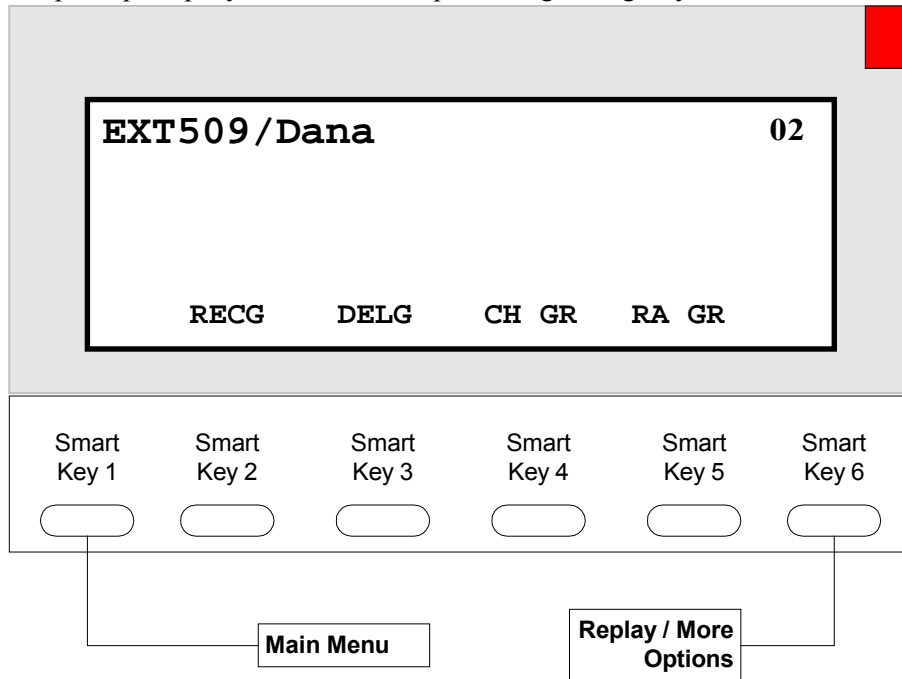 EXT509/Dana 02
RECG DELG CH GR RA GR
Smart Key 1 Smart Key 2 Smart Key 3 Smart Key 4 Smart Key 5 Smart Key 6
Main Menu
Replay / More
Options